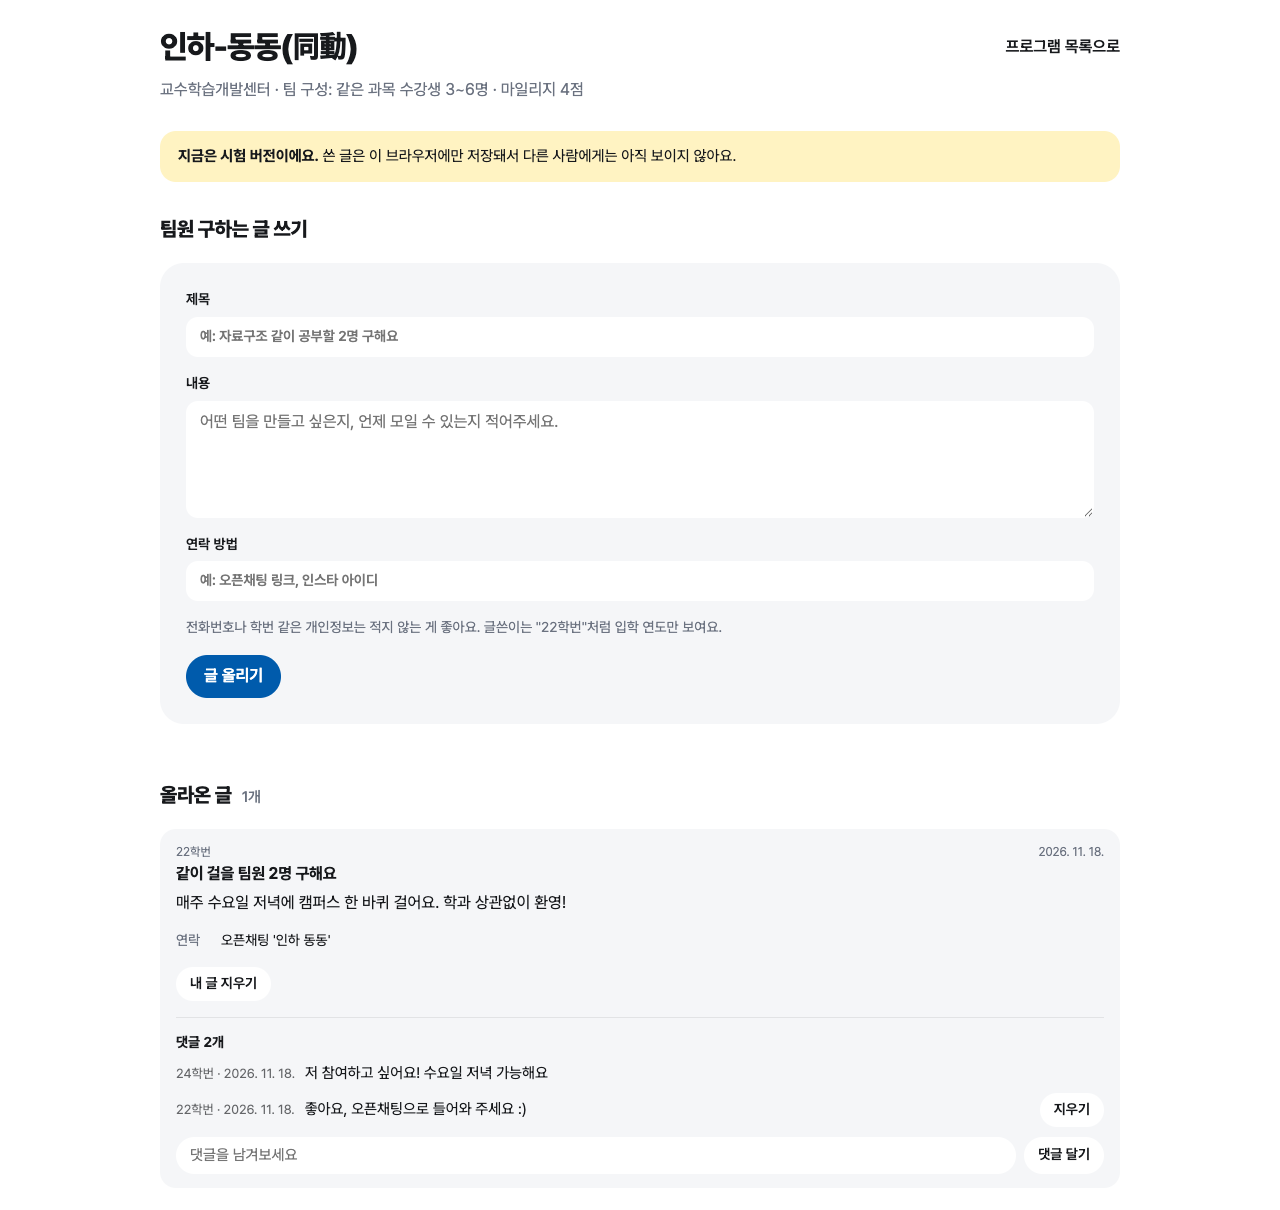 인하-동동(同動)
프로그램 목록으로
교수학습개발센터 · 팀 구성: 같은 과목 수강생 3~6명 · 마일리지 4점
지금은 시험 버전이에요. 쓴 글은 이 브라우저에만 저장돼서 다른 사람에게는 아직 보이지 않아요.
팀원 구하는 글 쓰기
제목
예: 자료구조 같이 공부할 2명 구해요
내용
어떤 팀을 만들고 싶은지, 언제 모일 수 있는지 적어주세요.
연락 방법
예: 오픈채팅 링크, 인스타 아이디
전화번호나 학번 같은 개인정보는 적지 않는 게 좋아요. 글쓴이는 "22학번"처럼 입학 연도만 보여요.
글 올리기
올라온 글 1개
22학번
2026. 11. 18.
같이 걸을 팀원 2명 구해요
매주 수요일 저녁에 캠퍼스 한 바퀴 걸어요. 학과 상관없이 환영!
연락 오픈채팅 '인하 동동'
내 글 지우기
댓글 2개
24학번 · 2026. 11. 18. 저 참여하고 싶어요! 수요일 저녁 가능해요
22학번 · 2026. 11. 18. 좋아요, 오픈채팅으로 들어와 주세요 :)
지우기
댓글을 남겨보세요
댓글 달기